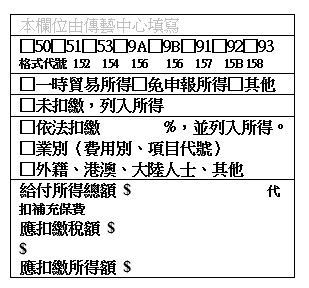 本欄位由傳藝中心填寫
□50□51□53□9A□9B□91□92□93
格式代號 152 154 156 156 157 15B 158
□一時貿易所得□免申報所得□其他
□未扣繳，列入所得
□依法扣繳 %，並列入所得。
□業別（費用別、項目代號）
□外籍、港澳、大陸人士、其他
給付所得總額 $ 代
扣補充保費
應扣繳稅額 $
$
應扣繳所得額 $